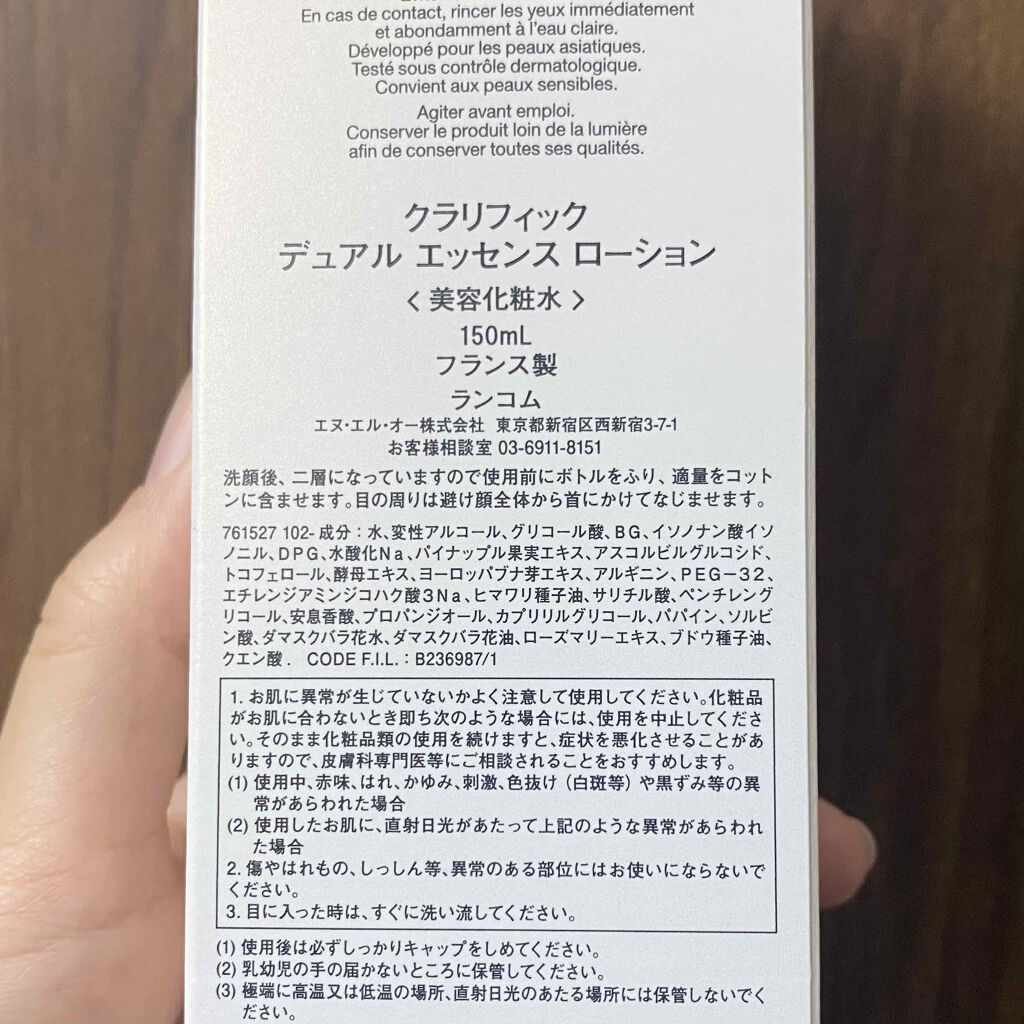 En cas de contact, rincer les yeux immédiatement
et abondamment à l'eau claire.
Développé pour les peaux asiatiques.
Testé sous contrôle dermatologique.
Convient aux peaux sensibles.
Agiter avant emploi.
Conserver le produit loin de la lumière
afin de conserver toutes ses qualités.
クラリフィック
デュアル エッセンス ローション
< 美容化粧水 >
150mL
フランス製
ランコム
エヌ・エル・オー株式会社 東京都新宿区西新宿3-7-1
お客様相談室 03-6911-8151
洗顔後、二層になっていますので使用前にボトルをふり、適量をコット
ンに含ませます。目の周りは避け顔全体から首にかけてなじませます。
761527 102- 成分：水、変性アルコール、グリコール酸、BG、イソノナン酸イソ
ノニル、DPG、水酸化Na、パイナップル果実エキス、アスコルビルグルコシド、
トコフェロール、酵母エキス、ヨーロッパブナ芽エキス、アルギニン、PEG－32、
エチレンジアミンジコハク酸3Na、ヒマワリ種子油、サリチル酸、ペンチレング
リコール、安息香酸、プロパンジオール、カプリリルグリコール、パパイン、ソルビ
ン酸、ダマスクバラ花水、ダマスクバラ花油、ローズマリーエキス、ブドウ種子油、
クエン酸． CODE F.I.L.：B236987/1
1. お肌に異常が生じていないかよく注意して使用してください。化粧品
がお肌に合わないとき即ち次のような場合には、使用を中止してくださ
い。そのまま化粧品類の使用を続けますと、症状を悪化させることがあ
りますので、皮膚科専門医等にご相談されることをおすすめします。
(1) 使用中、赤味、はれ、かゆみ、刺激、色抜け（白斑等）や黒ずみ等の異
常があらわれた場合
(2) 使用したお肌に、直射日光があたって上記のような異常があらわれ
た場合
2. 傷やはれもの、しっしん等、異常のある部位にはお使いにならないで
ください。
3. 目に入った時は、すぐに洗い流してください。
(1) 使用後は必ずしっかりキャップをしめてください。
(2) 乳幼児の手の届かないところに保管してください。
(3) 極端に高温又は低温の場所、直射日光のあたる場所には保管しないでく
ださい。